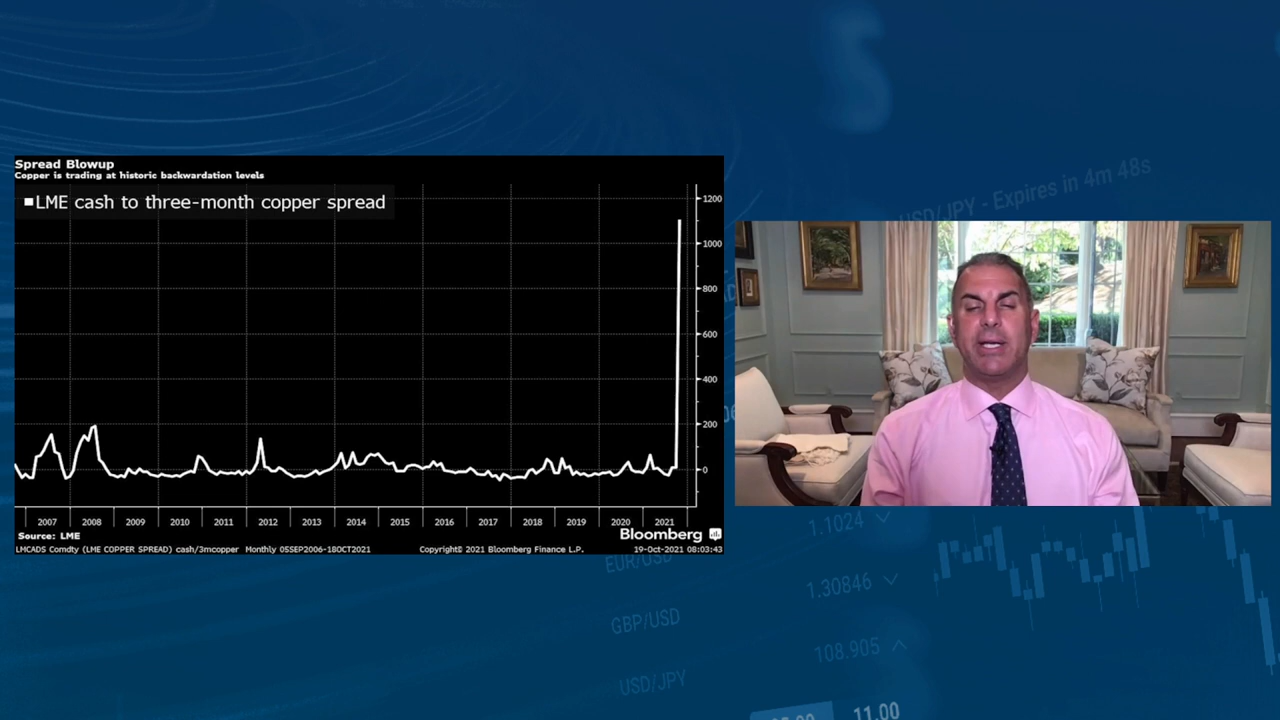 Spread Blowup
Copper is trading at historic backwardation levels
LME cash to three-month copper spread
1200
1000
800
600
400
200
0
2007 2008 2009 2010 2011 2012 2013 2014 2015 2016 2017 2018 2019 2020 2021
Source: LME
Bloomberg
LMCADS Comdty (LME COPPER SPREAD) cash/3mcopper Monthly 05SEP2006-18OCT2021 Copyright© 2021 Bloomberg Finance L.P. 19-Oct-2021 08:03:43
USD/JPY - Expires in 4m 48s
1.1024
EUR/USD
1.30846
GBP/USD
108.905
USD/JPY
11.00